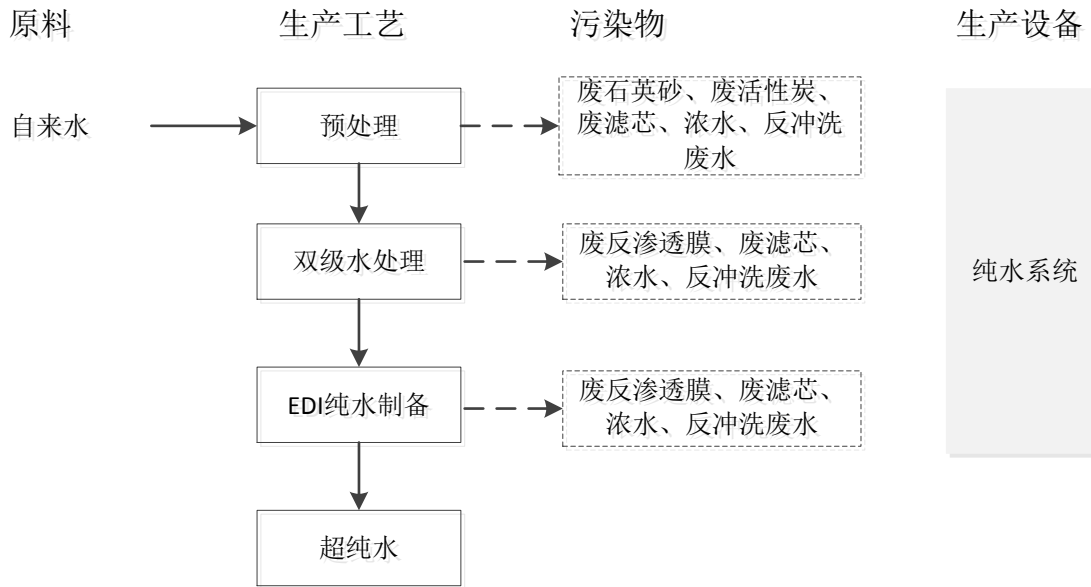 原料
生产工艺
污染物
生产设备
自来水
预处理
废石英砂、废活性炭、
废滤芯、浓水、反冲洗
废水
双级水处理
废反渗透膜、废滤芯、
浓水、反冲洗废水
纯水系统
EDI纯水制备
废反渗透膜、废滤芯、
浓水、反冲洗废水
超纯水